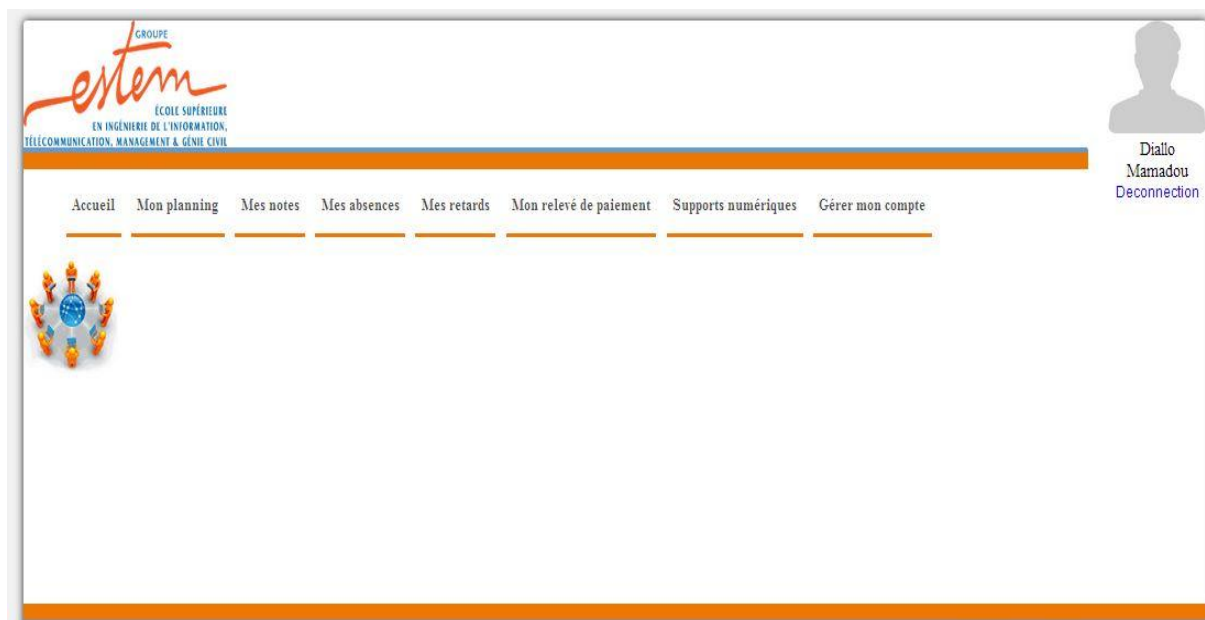 GROUPE
estem
ÉCOLE SUPÉRIEURE
EN INGÉNIERIE DE L'INFORMATION,
TÉLÉCOMMUNICATION, MANAGEMENT & GÉNIE CIVIL
Diallo
Mamadou
Deconnection
Accueil Mon planning Mes notes Mes absences Mes retards Mon relevé de paiement Supports numériques Gérer mon compte